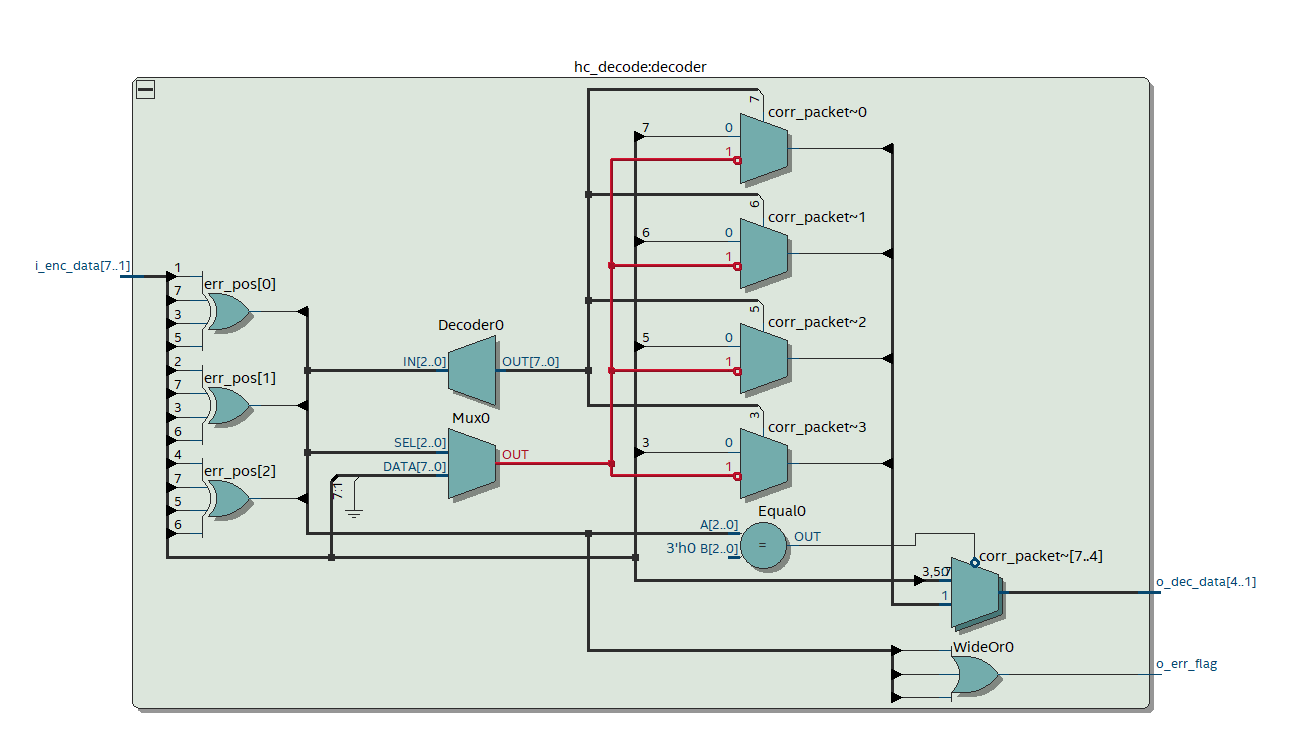 hc_decode:decoder
7
corr_packet~0
7
0
1
6
corr_packet~1
6
0
1
i_enc_data[7..1]
1
err_pos[0]
7
3
5
5
corr_packet~2
Decoder0
5
0
IN[2..0]
OUT[7..0]
1
2
err_pos[1]
7
3
6
3
corr_packet~3
Mux0
3
0
SEL[2..0]
OUT
1
DATA[7..0]
7:1
4
err_pos[2]
7
5
6
Equal0
A[2..0]
OUT
3'h0 B[2..0]
=
corr_packet~[7..4]
3,5
7
1
o_dec_data[4..1]
WideOr0
o_err_flag